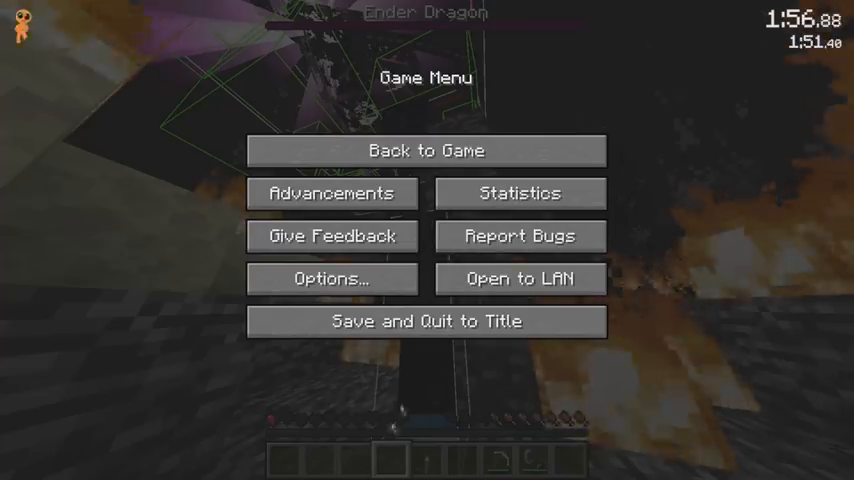 Ender Dragon
1:56.88
1:51.40
Game Menu
Back to Game
Advancements
Statistics
Give Feedback
Report Bugs
Options...
Open to LAN
Save and Quit to Title